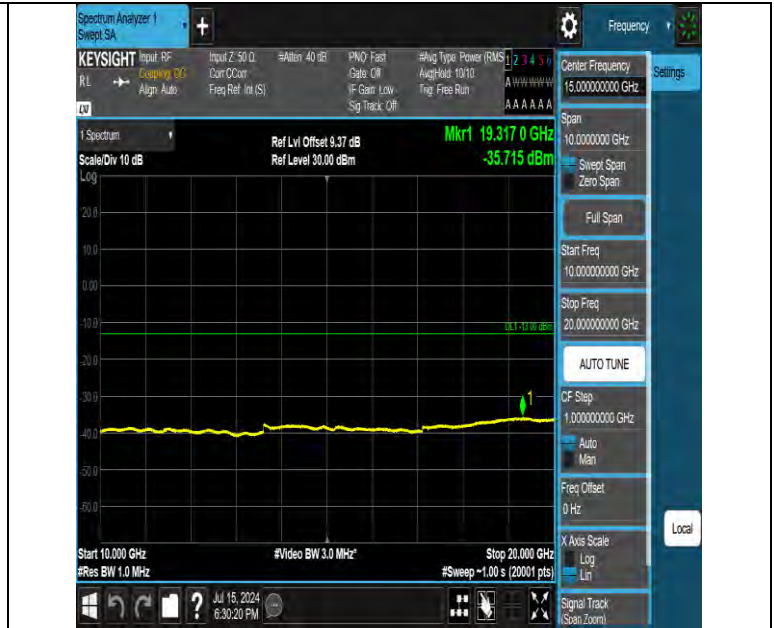 Spectrum Analyzer 1
Swept SA
+
Frequency
KEYSIGHT
Input: RF
Coupling: DC
Align: Auto
RL
LV
Input Z: 50 Ω
Corr CCorr
Freq Ref: Int (S)
#Atten: 40 dB
PNO: Fast
Gate: Off
IF Gain: Low
Sig Track: Off
#Avg Type: Power (RMS
Avg|Hold: 10/10
Trig: Free Run
1 2 3 4 5 6
A W W W W W
A A A A A A
1 Spectrum
Scale/Div 10 dB
Log
Ref Lvl Offset 9.37 dB
Ref Level 30.00 dBm
Mkr1 19.317 0 GHz
-35.715 dBm
20.0
10.0
0.00
-10.0
-20.0
-30.0
-40.0
-50.0
-60.0
DL1 -13.00 dBm
1
Start 10.000 GHz
#Res BW 1.0 MHz
#Video BW 3.0 MHz*
Stop 20.000 GHz
#Sweep ~1.00 s (20001 pts)
Jul 15, 2024
6:30:20 PM
?
Center Frequency
15.000000000 GHz
Span
10.0000000 GHz
Swept Span
Zero Span
Full Span
Start Freq
10.000000000 GHz
Stop Freq
20.000000000 GHz
AUTO TUNE
CF Step
1.000000000 GHz
Auto
Man
Freq Offset
0 Hz
X Axis Scale
Log
Lin
Signal Track
(Span Zoom)
Settings
Local